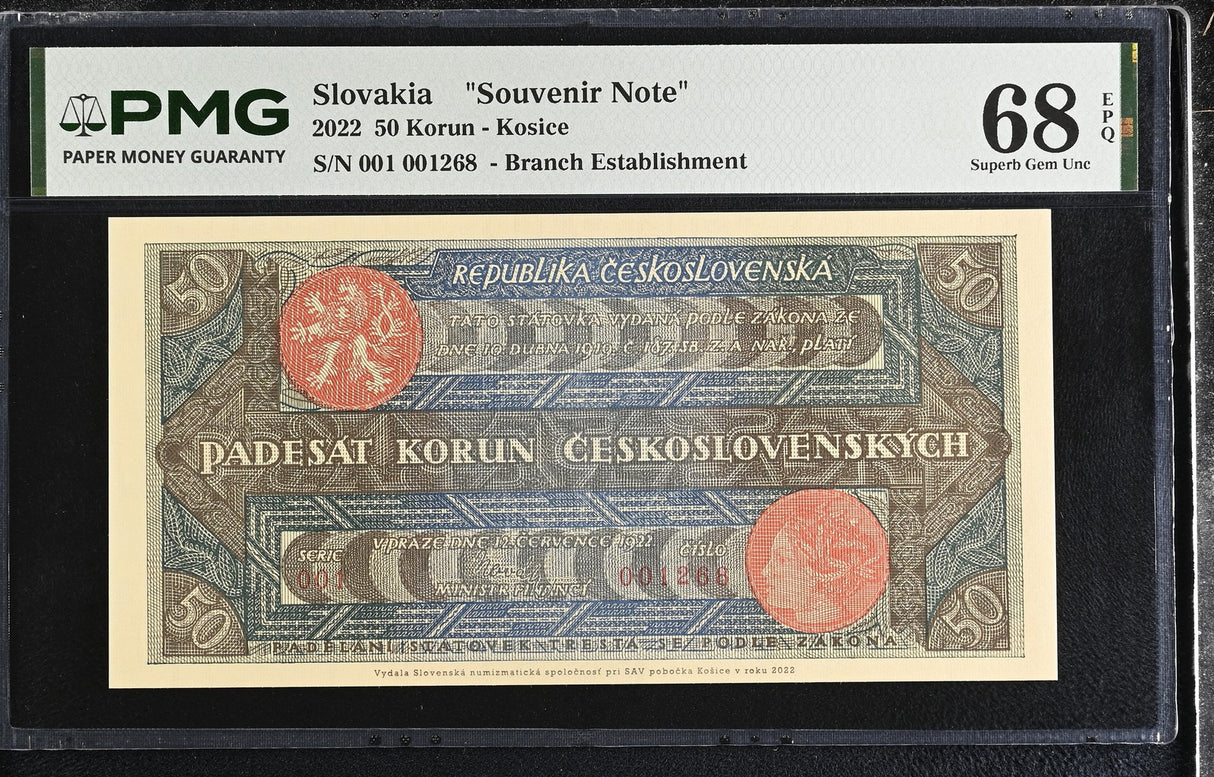 PMG
PAPER MONEY GUARANTY
Slovakia "Souvenir Note"
2022 50 Korun - Kosice
S/N 001 001268 - Branch Establishment
68
EPQ
Superb Gem Unc
50
50
REPUBLIKA ČESKOSLOVENSKÁ
TATO STÁTOVKA VYDANÁ PODLE ZÁKONA ZE
DNE 10. DUBNA 1919. Č. 187. SB. Z. A NAŘ. PLATÍ
PADESÁT KORUN ČESKOSLOVENSKÝCH
V PRAZE DNE 12. ČERVENCE 1922
SERIE
ČÍSLO
001
001268
MINISTR FINANCÍ
50
50
PADĚLÁNÍ STÁTOVEK TRESTÁ SE PODLE ZÁKONA
Vydala Slovenská numizmatická spoločnosť pri SAV pobočka Košice v roku 2022